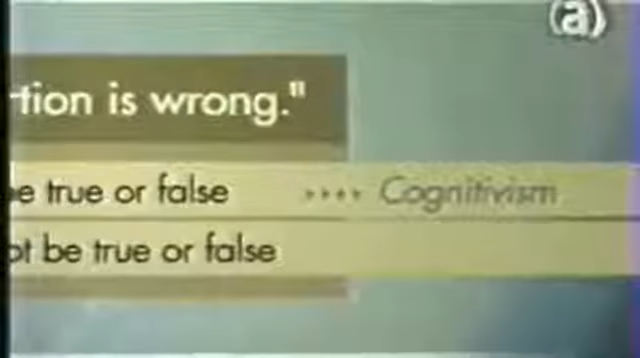 (a)
tion is wrong."
e true or false >>>> Cognitivism
ot be true or false